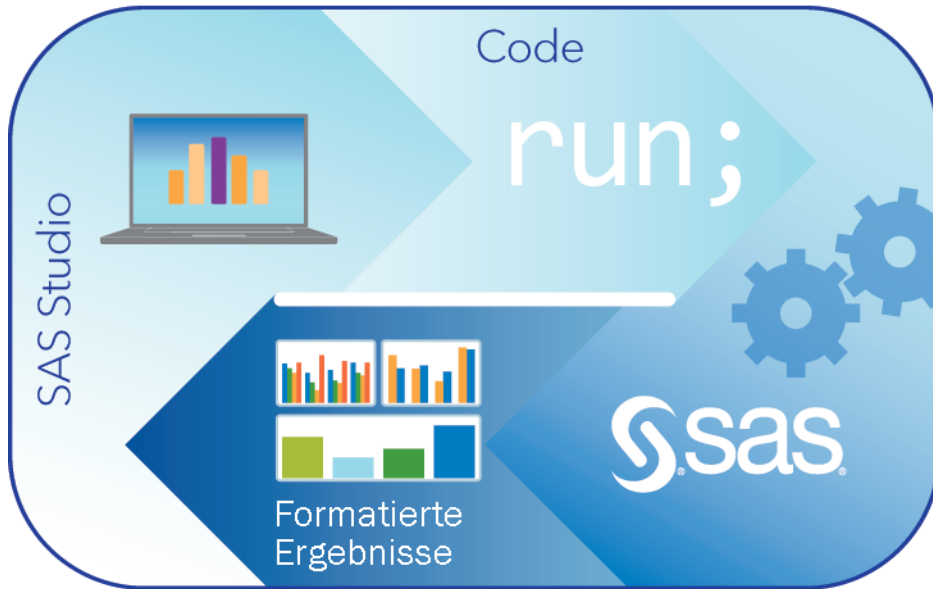 Code
run;
SAS Studio
sas
Formatierte
Ergebnisse